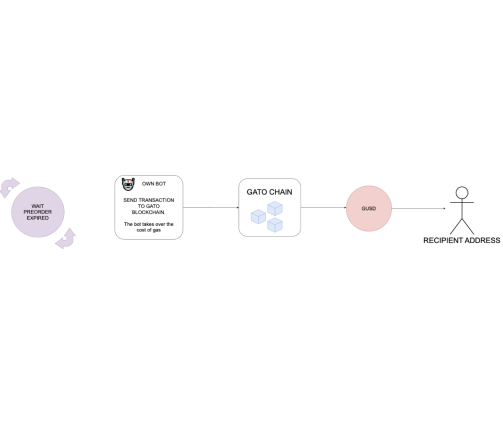 WAIT
PREORDER
EXPIRED
OWN BOT
SEND TRANSACTION
TO GATO
BLOCKCHAIN.
The bot takes over the
cost of gas
GATO CHAIN
GUSD
RECIPIENT ADDRESS